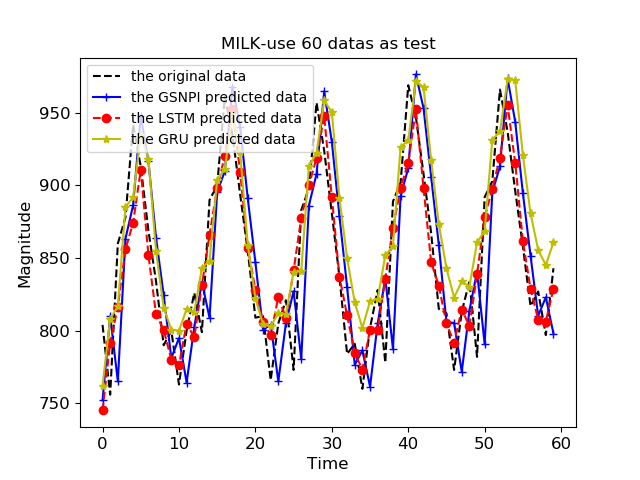 MILK-use 60 datas as test
the original data
the GSNPI predicted data
the LSTM predicted data
the GRU predicted data
Magnitude
950
900
850
800
750
0 10 20 30 40 50 60
Time